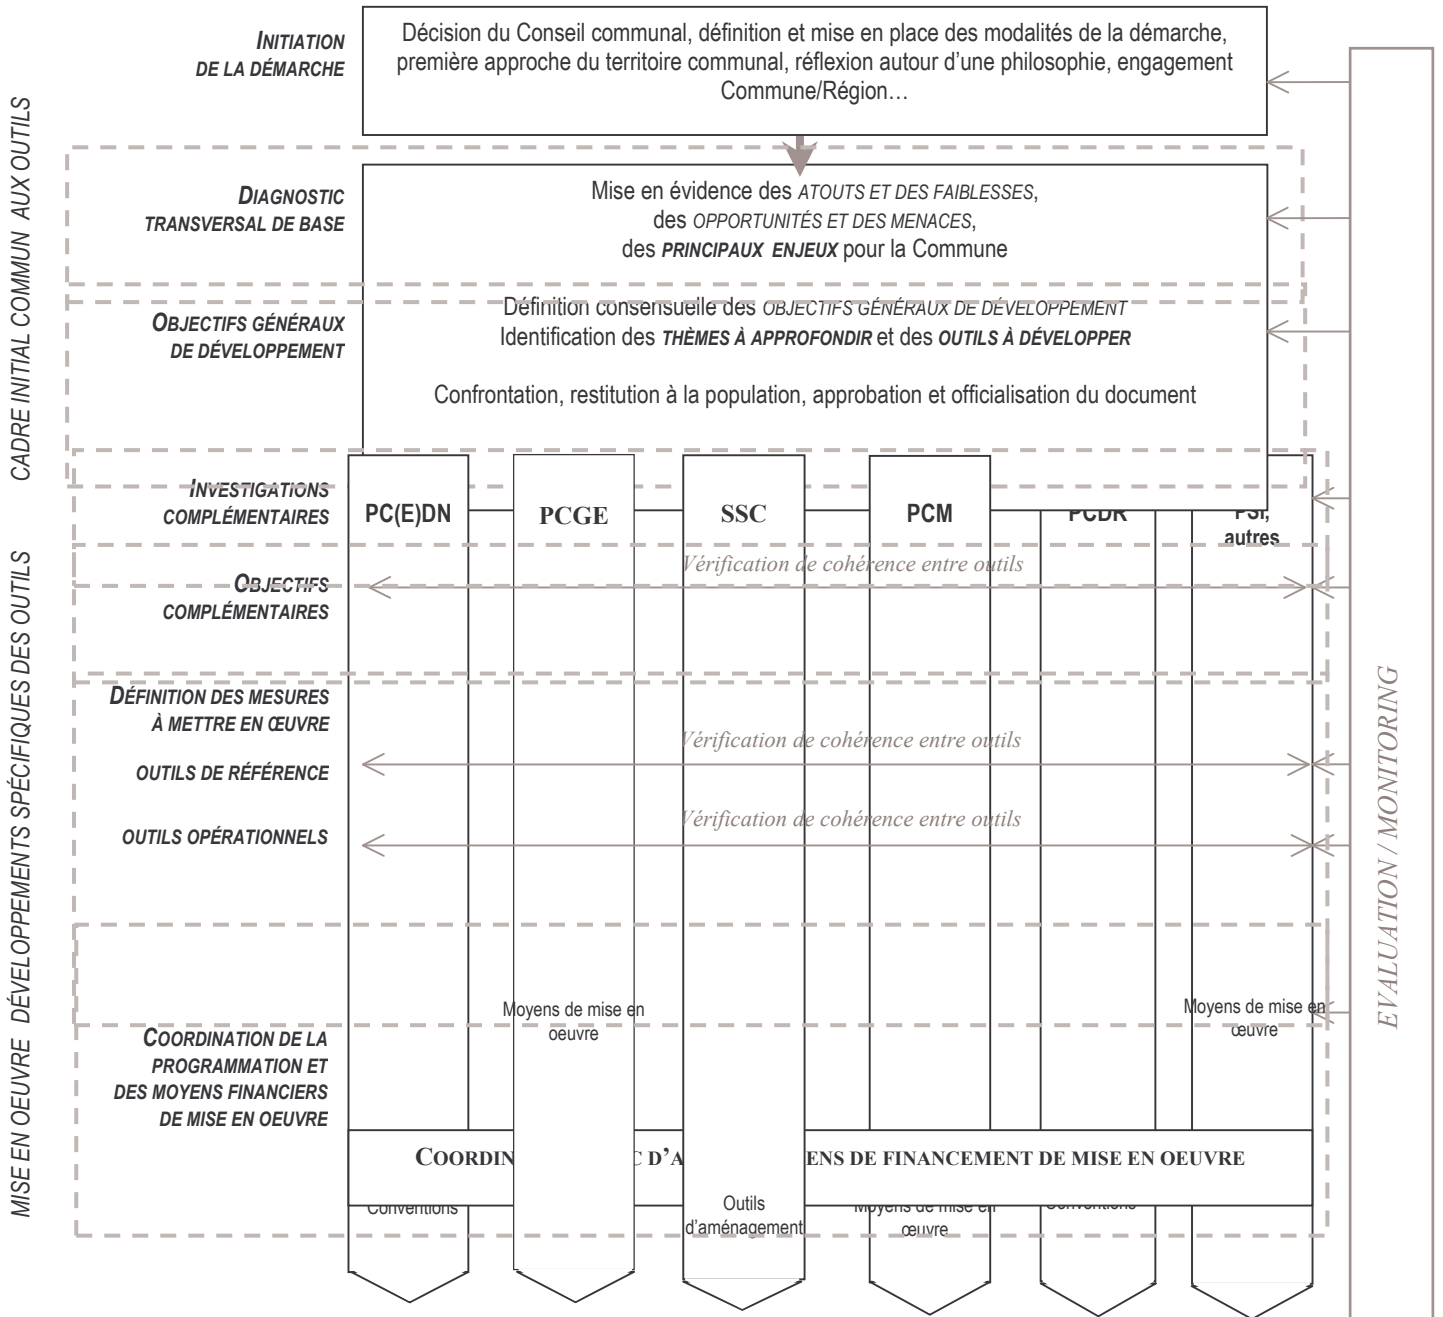 INITIATION
DE LA DÉMARCHE
Décision du Conseil communal, définition et mise en place des modalités de la démarche,
première approche du territoire communal, réflexion autour d'une philosophie, engagement
Commune/Région…
CADRE INITIAL COMMUN AUX OUTILS
DIAGNOSTIC
TRANSVERSAL DE BASE
Mise en évidence des ATOUTS ET DES FAIBLESSES,
des OPPORTUNITÉS ET DES MENACES,
des PRINCIPAUX ENJEUX pour la Commune
OBJECTIFS GÉNÉRAUX
DE DÉVELOPPEMENT
Définition consensuelle des OBJECTIFS GÉNÉRAUX DE DÉVELOPPEMENT
Identification des THÈMES À APPROFONDIR et des OUTILS À DÉVELOPPER
Confrontation, restitution à la population, approbation et officialisation du document
DÉVELOPPEMENTS SPÉCIFIQUES DES OUTILS
INVESTIGATIONS
COMPLÉMENTAIRES
PC(E)DN
PCGE
SSC
PCM
PCDR
PSI,
autres
OBJECTIFS
COMPLÉMENTAIRES
Vérification de cohérence entre outils
DÉFINITION DES MESURES
À METTRE EN ŒUVRE
Vérification de cohérence entre outils
OUTILS DE RÉFÉRENCE
Vérification de cohérence entre outils
OUTILS OPÉRATIONNELS
EVALUATION / MONITORING
MISE EN OEUVRE
Moyens de mise en
oeuvre
Moyens de mise en
œuvre
COORDINATION DE LA
PROGRAMMATION ET
DES MOYENS FINANCIERS
DE MISE EN OEUVRE
COORDIN C D'A ENS DE FINANCEMENT DE MISE EN OEUVRE
Conventions
Outils
d'aménagement
Moyens de mise en
œuvre
Conventions